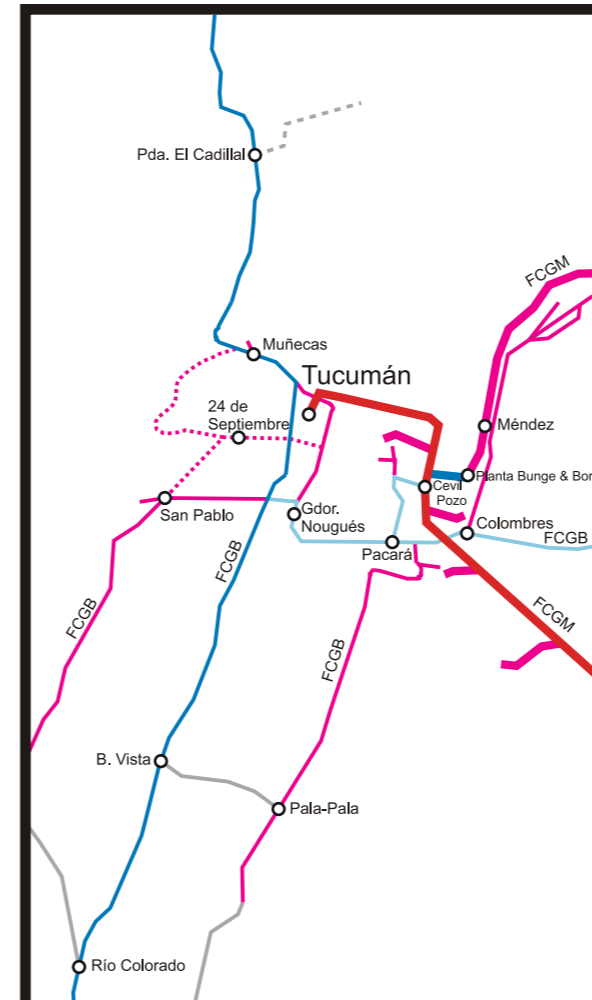 Pda. El Cadillal
FCGM
Muñecas
Tucumán
24 de
Septiembre
Méndez
Planta Bunge & Bor
Cevil
Pozo
San Pablo
Gdor.
Nougués
Colombres
Pacará
FCGB
FCGB
FCGB
FCGM
FCGB
B. Vista
Pala-Pala
Río Colorado